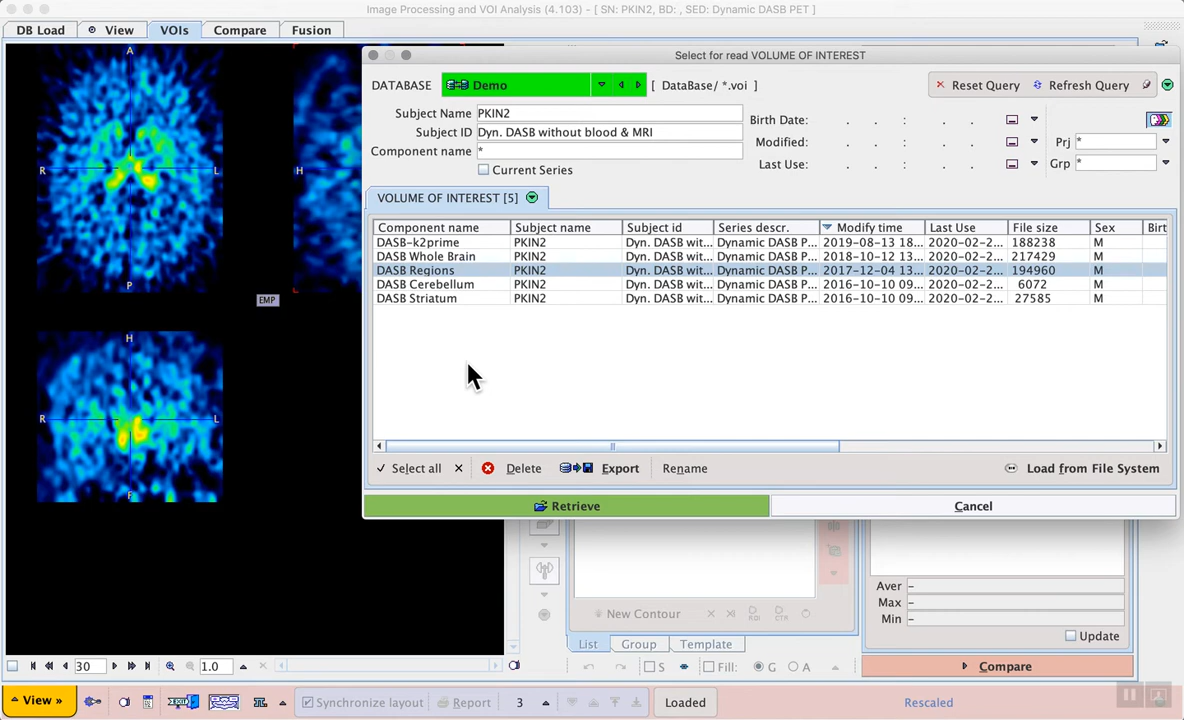 Image Processing and VOI Analysis (4.103) - [ SN: PKIN2, BD: , SED: Dynamic DASB PET ]
DB Load View VOIs Compare Fusion
Select for read VOLUME OF INTEREST
DATABASE Demo [ DataBase/ *.voi ] Reset Query Refresh Query
Subject Name PKIN2 Birth Date: . . : . .
Subject ID Dyn. DASB without blood & MRI Modified: . . : . . Prj *
Component name * Last Use: . . : . . Grp *
Current Series
VOLUME OF INTEREST [5]
Component name Subject name Subject id Series descr. Modify time Last Use File size Sex Birt
DASB-k2prime PKIN2 Dyn. DASB wit... Dynamic DASB P... 2019-08-13 18... 2020-02-2... 188238 M
DASB Whole Brain PKIN2 Dyn. DASB wit... Dynamic DASB P... 2018-10-12 13... 2020-02-2... 217429 M
DASB Regions PKIN2 Dyn. DASB wit... Dynamic DASB P... 2017-12-04 13... 2020-02-2... 194960 M
DASB Cerebellum PKIN2 Dyn. DASB wit... Dynamic DASB P... 2016-10-10 09... 2020-02-2... 6072 M
DASB Striatum PKIN2 Dyn. DASB wit... Dynamic DASB P... 2016-10-10 09... 2020-02-2... 27585 M
Select all Delete Export Rename Load from File System
Retrieve Cancel
A
R L H
P
EMP
H
R L
F
Aver –
Max –
Min –
New Contour ROI CTR
Update
List Group Template
30 1.0 S Fill: G A Compare
View » EXIT Synchronize layout Report 3 Loaded Rescaled